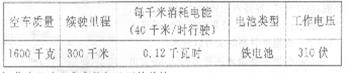 空车质量 续驶里程 每千米消耗电能 电池类型 工作电压
(40千米/时行驶)
1600千克 300千米 0.12千瓦时 铁电池 310伏